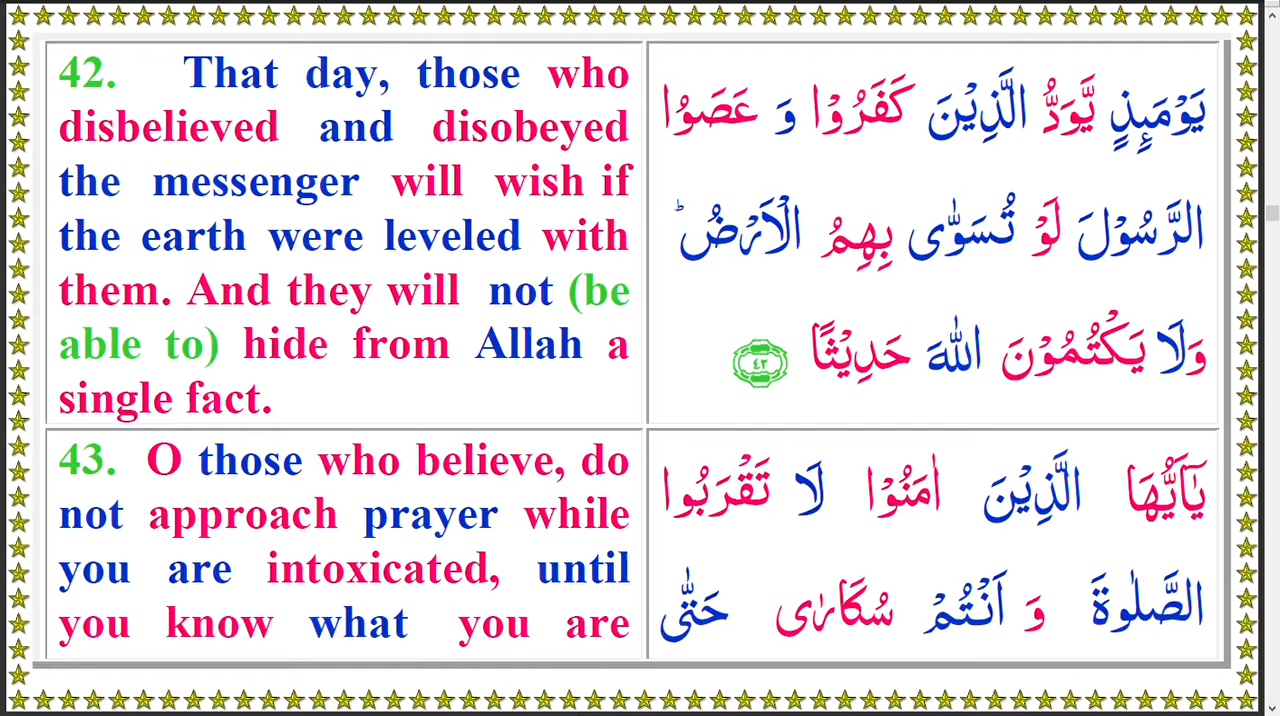 42. That day, those who
disbelieved and disobeyed
the messenger will wish if
the earth were leveled with
them. And they will not (be
able to) hide from Allah a
single fact.
يَوْمَىِٕذٍ يَّوَدُّ الَّذِيْنَ كَفَرُوْا وَ عَصَوُا
الرَّسُوْلَ لَوْ تُسَوّٰى بِهِمُ الْاَرْضُ ؕ
وَلَا يَكْتُمُوْنَ اللّٰهَ حَدِيْثًا ٤٢
43. O those who believe, do
not approach prayer while
you are intoxicated, until
you know what you are
يٰۤاَيُّهَا الَّذِيْنَ اٰمَنُوْا لَا تَقْرَبُوا
الصَّلٰوةَ وَ اَنْتُمْ سُكَارٰى حَتّٰى